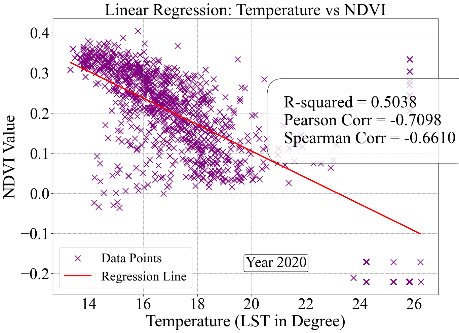 Linear Regression: Temperature vs NDVI
0.4
0.3
0.2
0.1
0.0
−0.1
−0.2
NDVI Value
R-squared = 0.5038
Pearson Corr = -0.7098
Spearman Corr = -0.6610
Data Points
Regression Line
Year 2020
14 16 18 20 22 24 26
Temperature (LST in Degree)